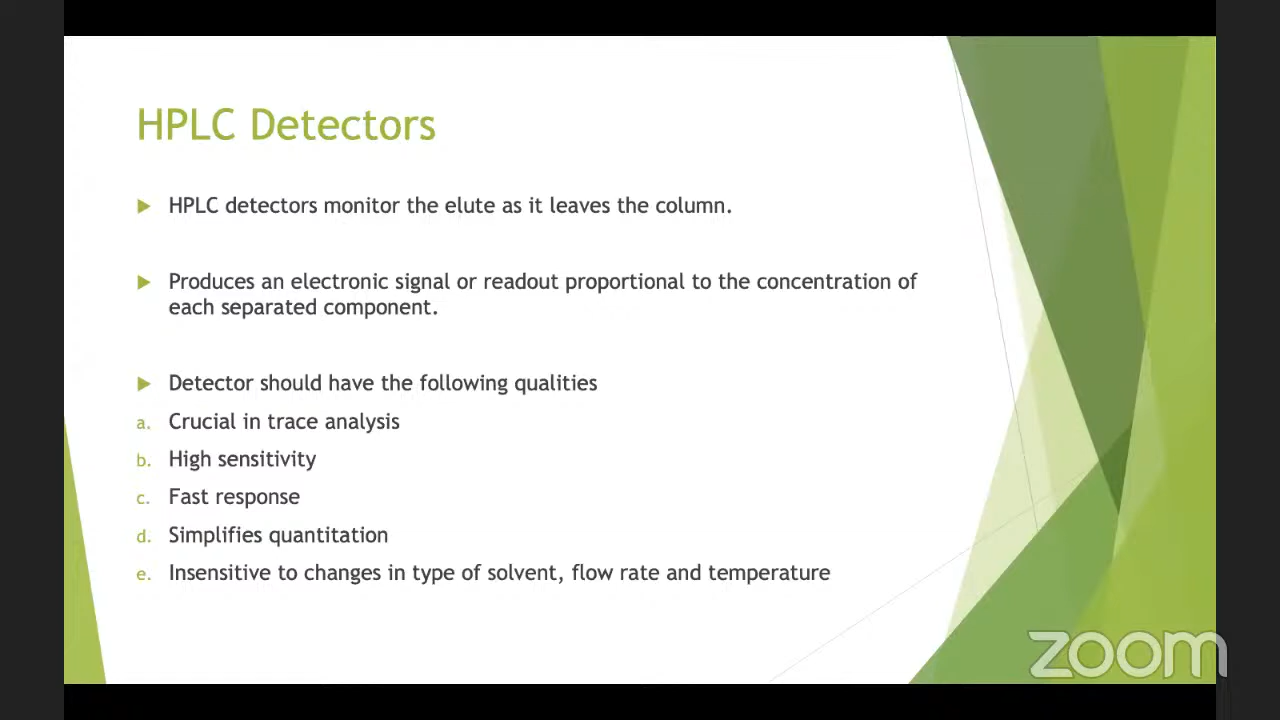 HPLC Detectors
HPLC detectors monitor the elute as it leaves the column.
Produces an electronic signal or readout proportional to the concentration of
each separated component.
Detector should have the following qualities
a. Crucial in trace analysis
b. High sensitivity
c. Fast response
d. Simplifies quantitation
e. Insensitive to changes in type of solvent, flow rate and temperature
zoom